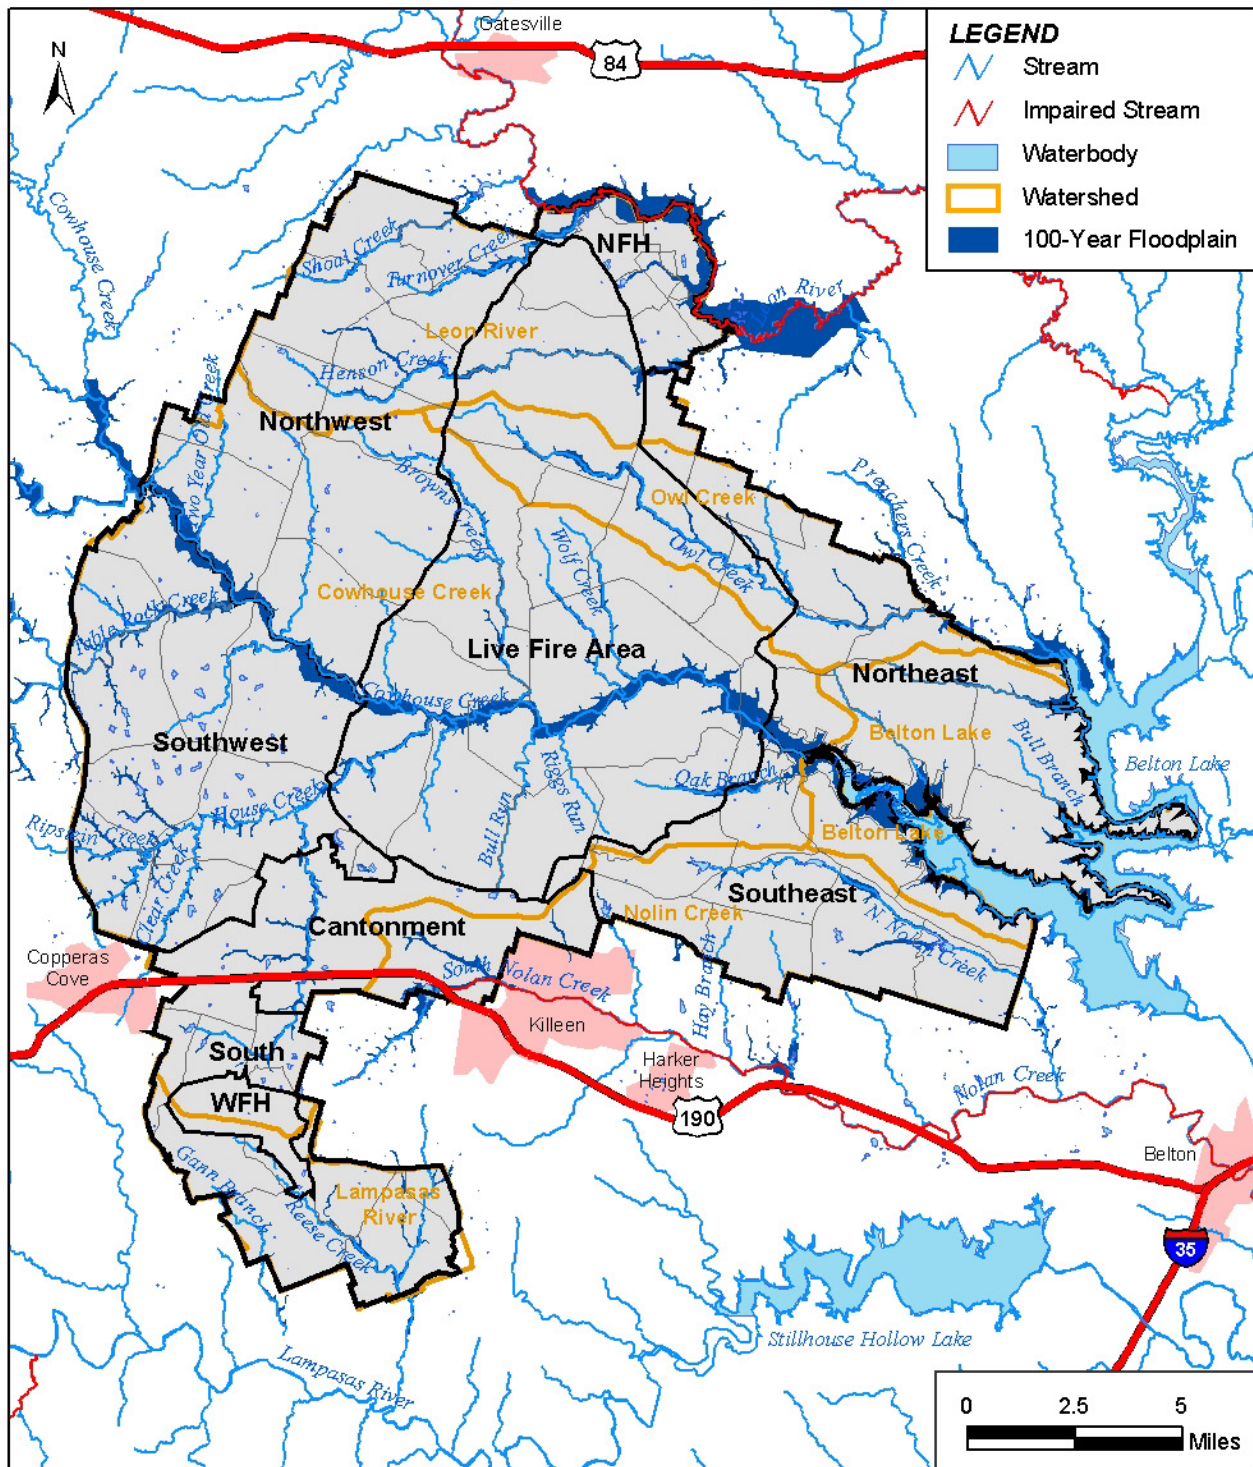 Gatesville
84
N
LEGEND
Stream
Impaired Stream
Waterbody
Watershed
100-Year Floodplain
Cowhouse Creek
Shoal Creek
Turnover Creek
NFH
on River
Leon River
Henson Creek
Two Year Old Creek
Northwest
Browns Creek
Owl Creek
Preachers Creek
Wolf Creek
Owl Creek
Cowhouse Creek
Table Rock Creek
Live Fire Area
Northeast
Cowhouse Creek
Southwest
Belton Lake
Bull Branch
Belton Lake
Riggs Run
Oak Branch
House Creek
Ripstein Creek
Bull Run
Belton Lake
Clear Creek
Southeast
Nolin Creek
N. Nolin Creek
Cantonment
Hay Branch
Copperas
Cove
South Nolan Creek
Killeen
Harker
Heights
South
WFH
190
Nolan Creek
Belton
Gann Branch
Reese Creek
Lampasas
River
35
Stillhouse Hollow Lake
Lampasas River
0 2.5 5
Miles